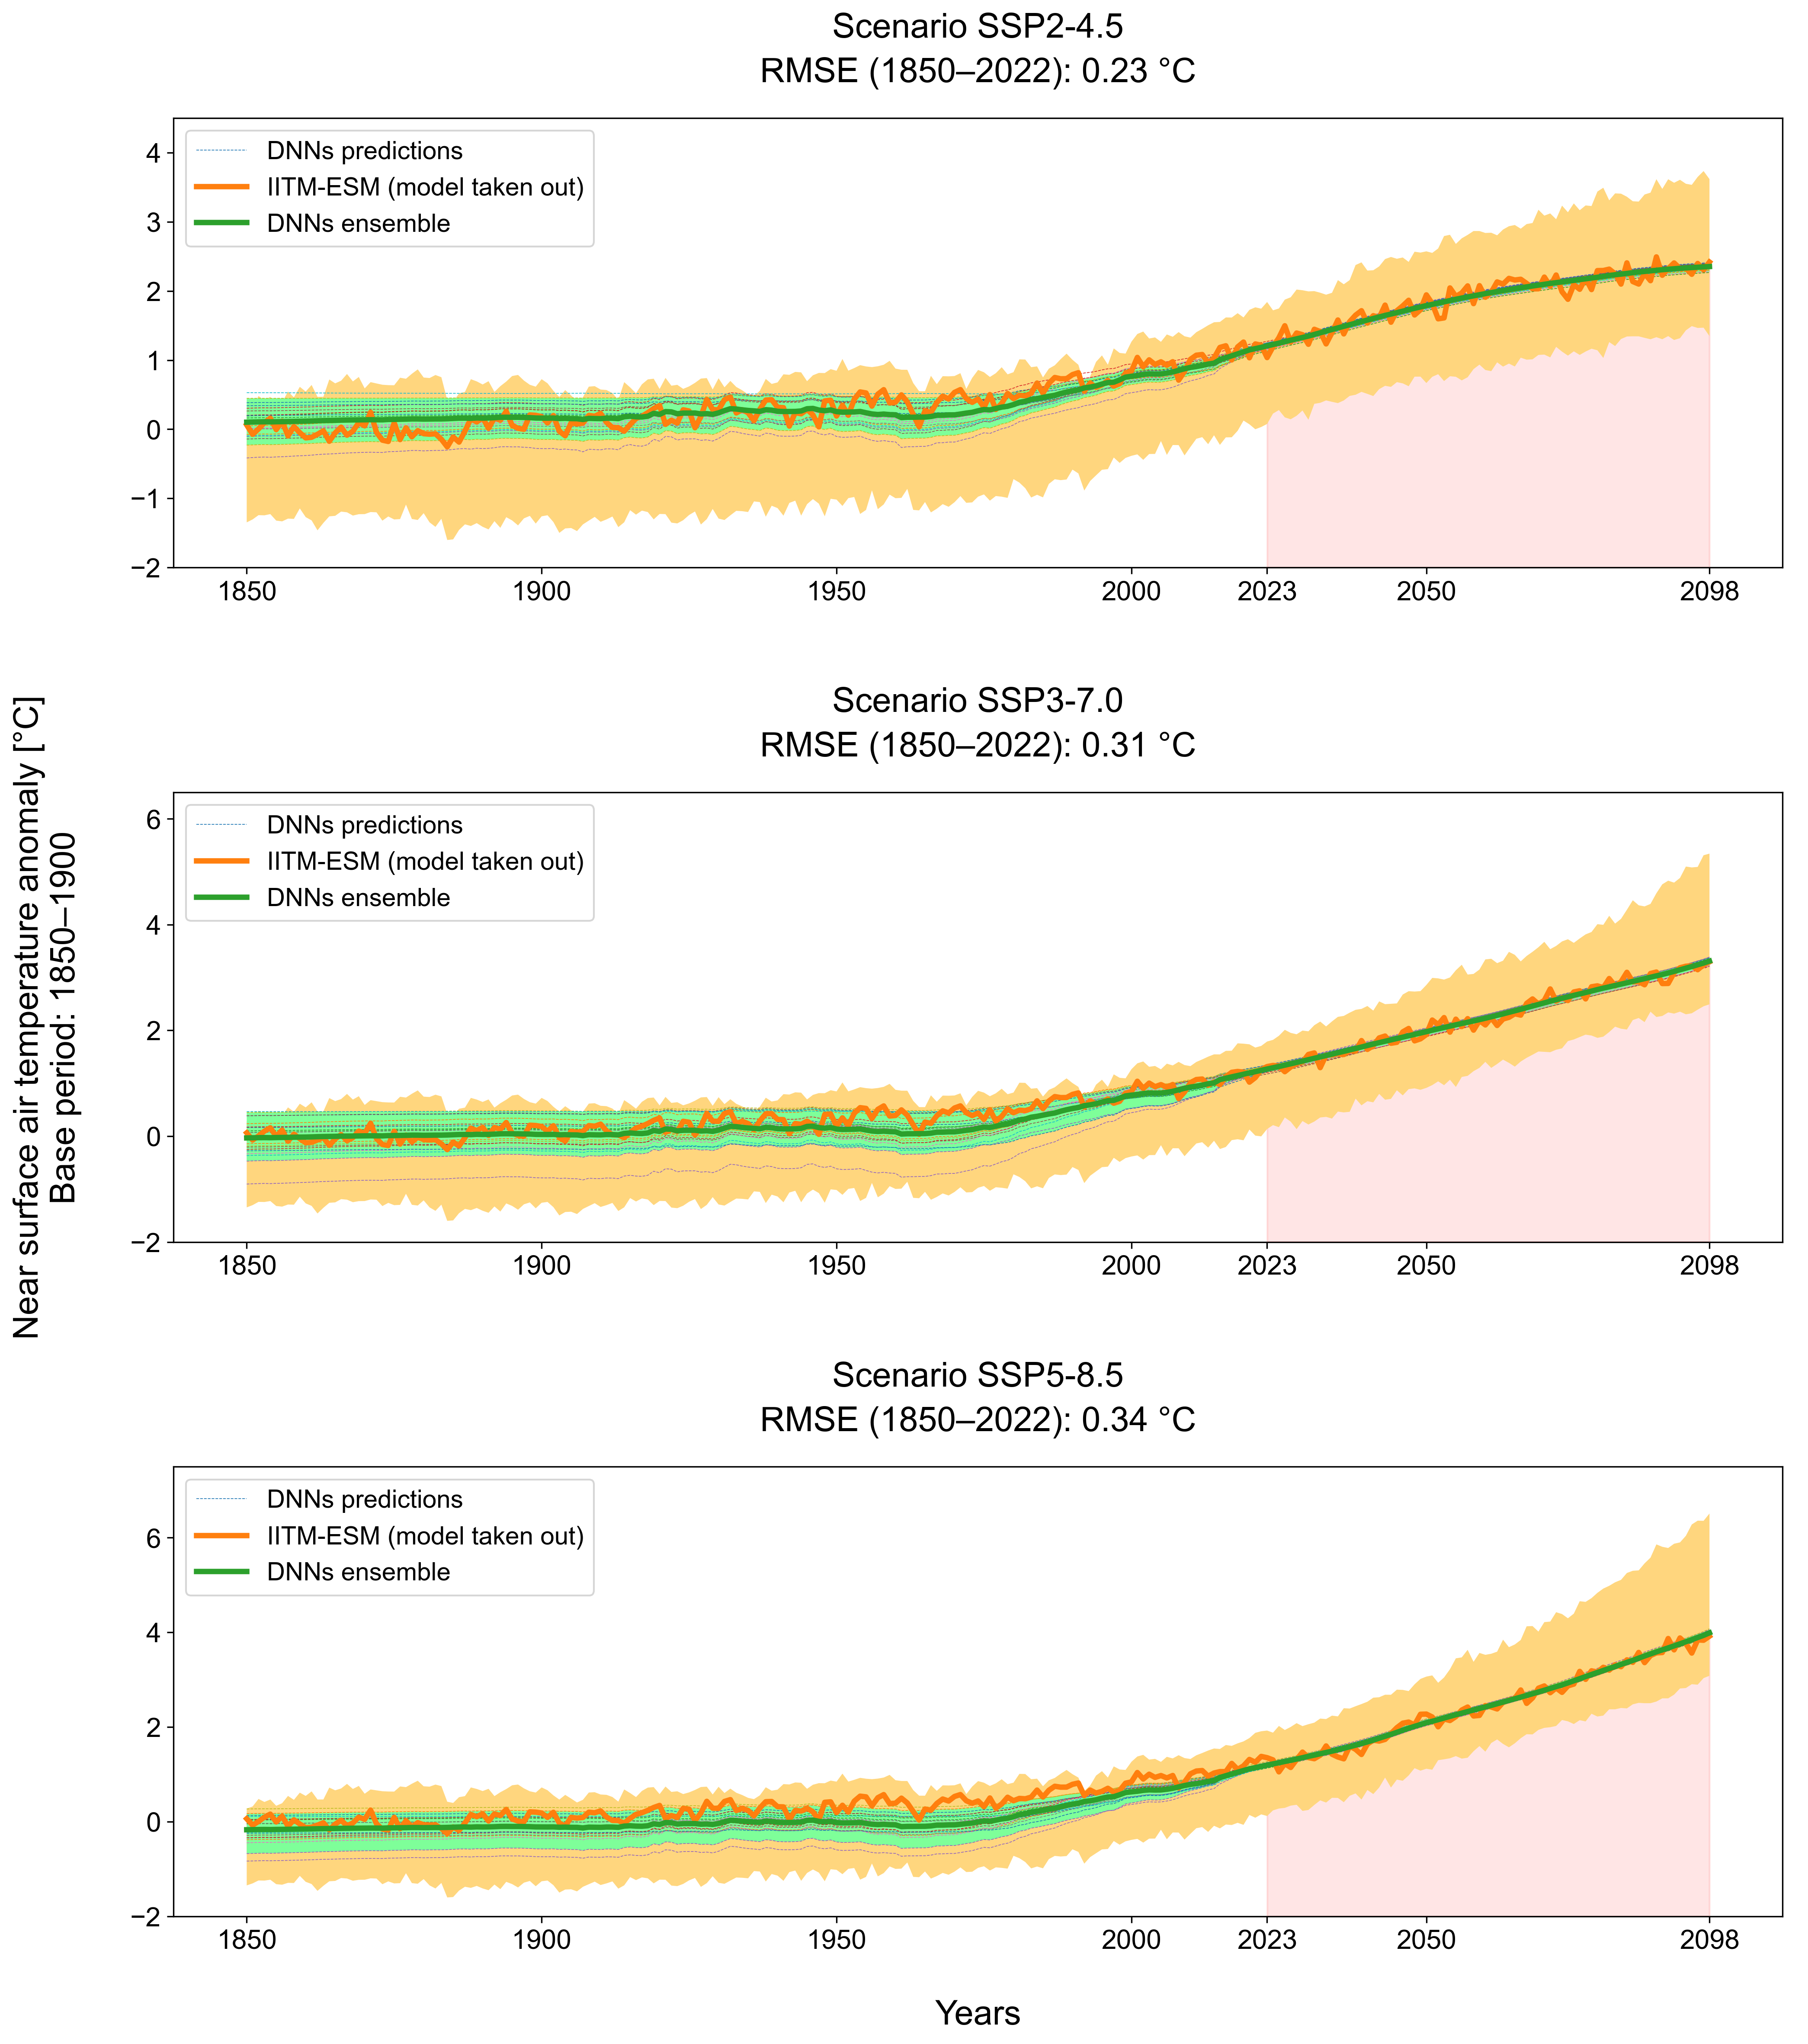 Scenario SSP2-4.5
RMSE (1850–2022): 0.23 °C
DNNs predictions
IITM-ESM (model taken out)
DNNs ensemble
4
3
2
1
0
−1
−2
1850 1900 1950 2000 2023 2050 2098
Near surface air temperature anomaly [°C]
Base period: 1850–1900
Scenario SSP3-7.0
RMSE (1850–2022): 0.31 °C
DNNs predictions
IITM-ESM (model taken out)
DNNs ensemble
6
4
2
0
−2
1850 1900 1950 2000 2023 2050 2098
Scenario SSP5-8.5
RMSE (1850–2022): 0.34 °C
DNNs predictions
IITM-ESM (model taken out)
DNNs ensemble
6
4
2
0
−2
1850 1900 1950 2000 2023 2050 2098
Years